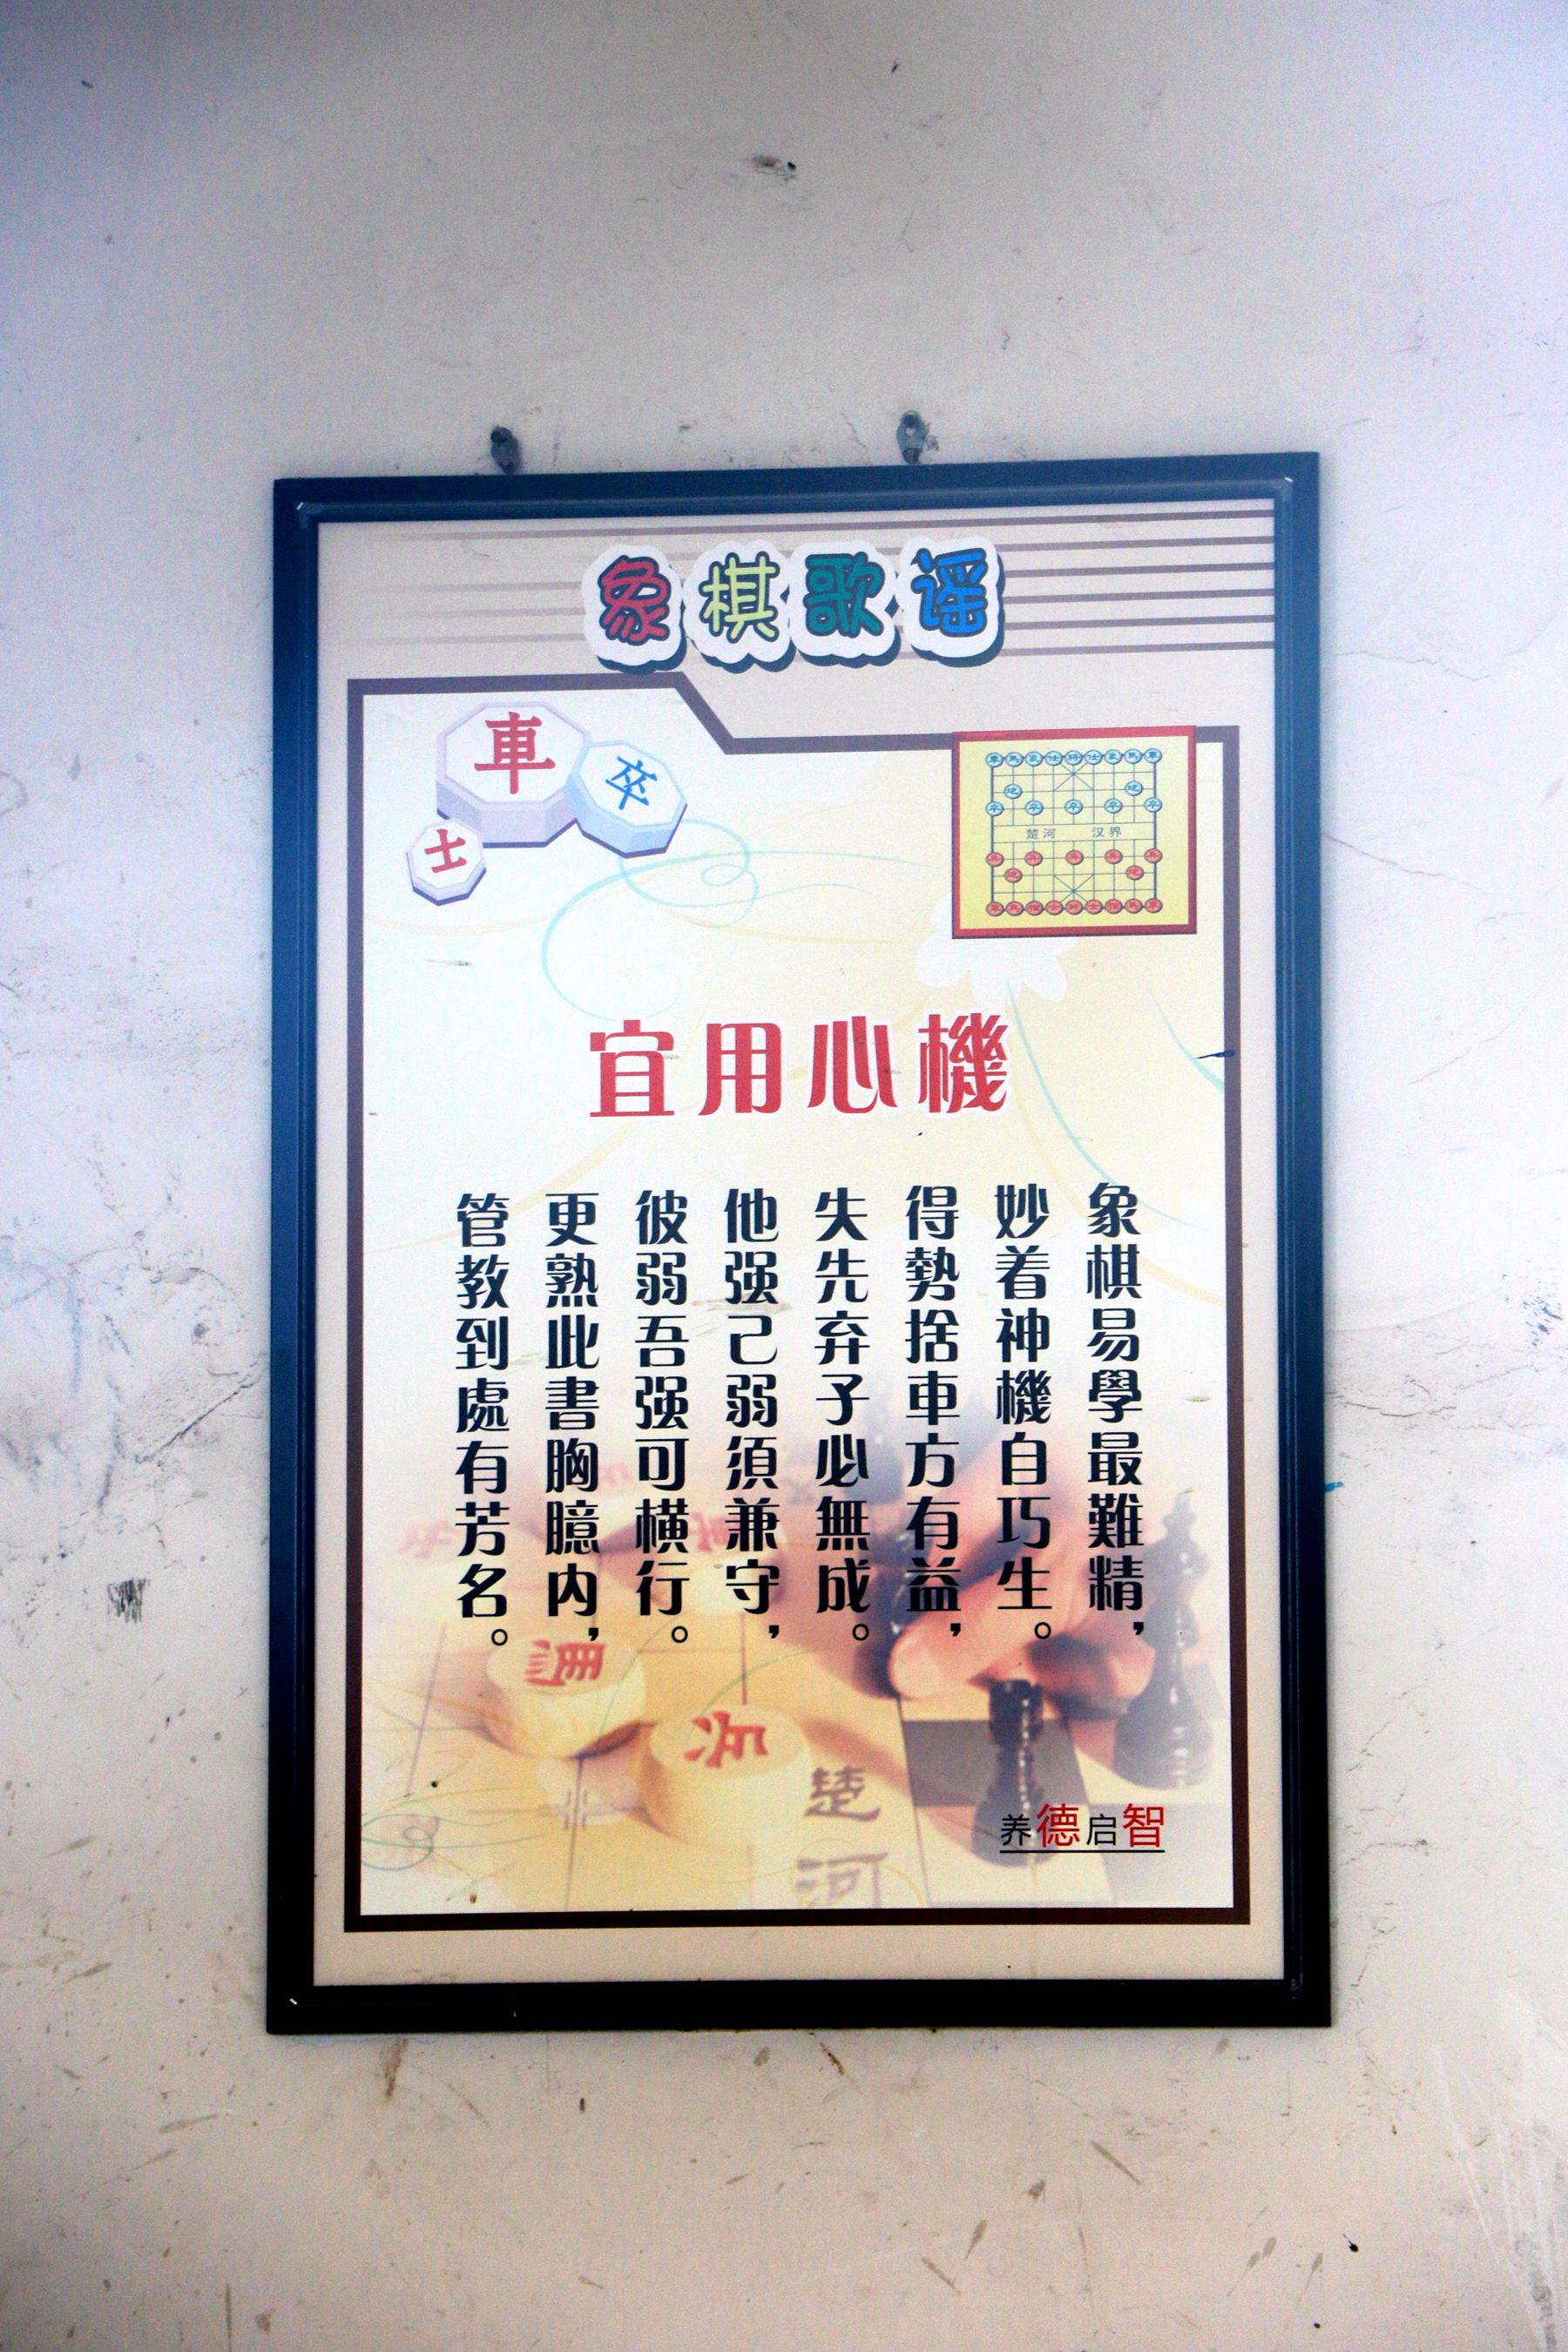 象棋歌谣
車
卒
士
楚河 汉界
宜用心機
象棋易學最難精，
妙着神機自巧生。
得勢捨車方有益，
失先弃子必無成。
他强己弱須兼守，
彼弱吾强可横行。
更熟此書胸臆内，
管教到處有芳名。
馬
兵
楚河
养德启智